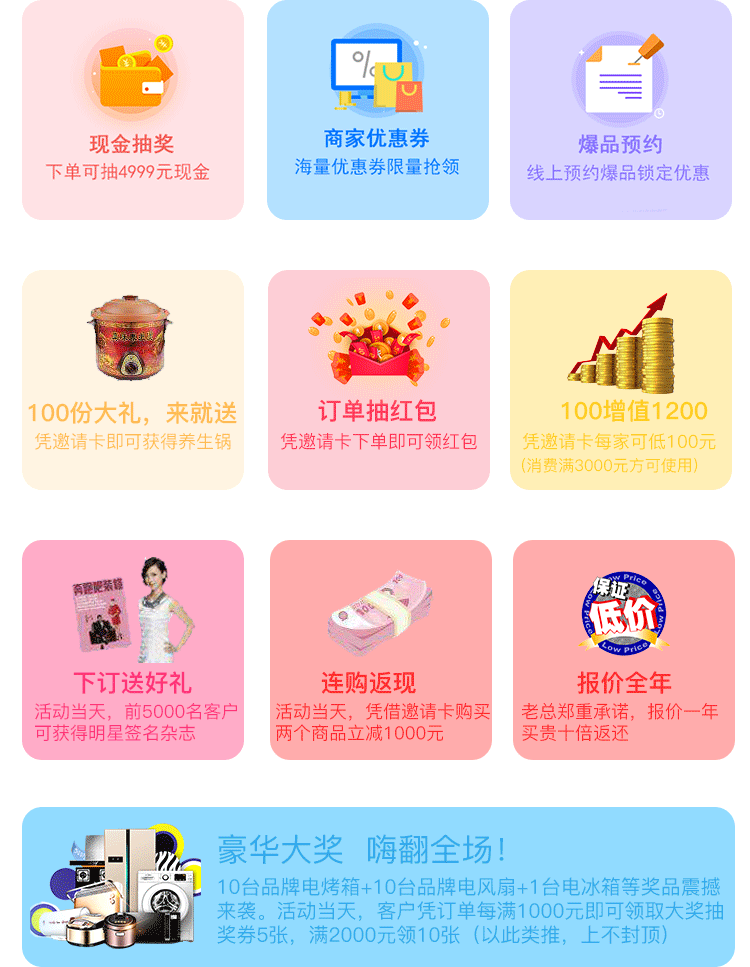 现金抽奖
下单可抽4999元现金
%
商家优惠券
海量优惠券限量抢领
爆品预约
线上预约爆品锁定优惠
100份大礼，来就送
凭邀请卡即可获得养生锅
订单抽红包
凭邀请卡下单即可领红包
100增值1200
凭邀请卡每家可低100元
(消费满3000元方可使用)
奔跑吧装修
下订送好礼
活动当天，前5000名客户
可获得明星签名杂志
连购返现
活动当天，凭借邀请卡购买
两个商品立减1000元
Low Price
保证
低价
Low Price
Low Price
Low Price
报价全年
老总郑重承诺，报价一年
买贵十倍返还
豪华大奖 嗨翻全场！
10台品牌电烤箱+10台品牌电风扇+1台电冰箱等奖品震撼
来袭。活动当天，客户凭订单每满1000元即可领取大奖抽
奖券5张，满2000元领10张（以此类推，上不封顶）